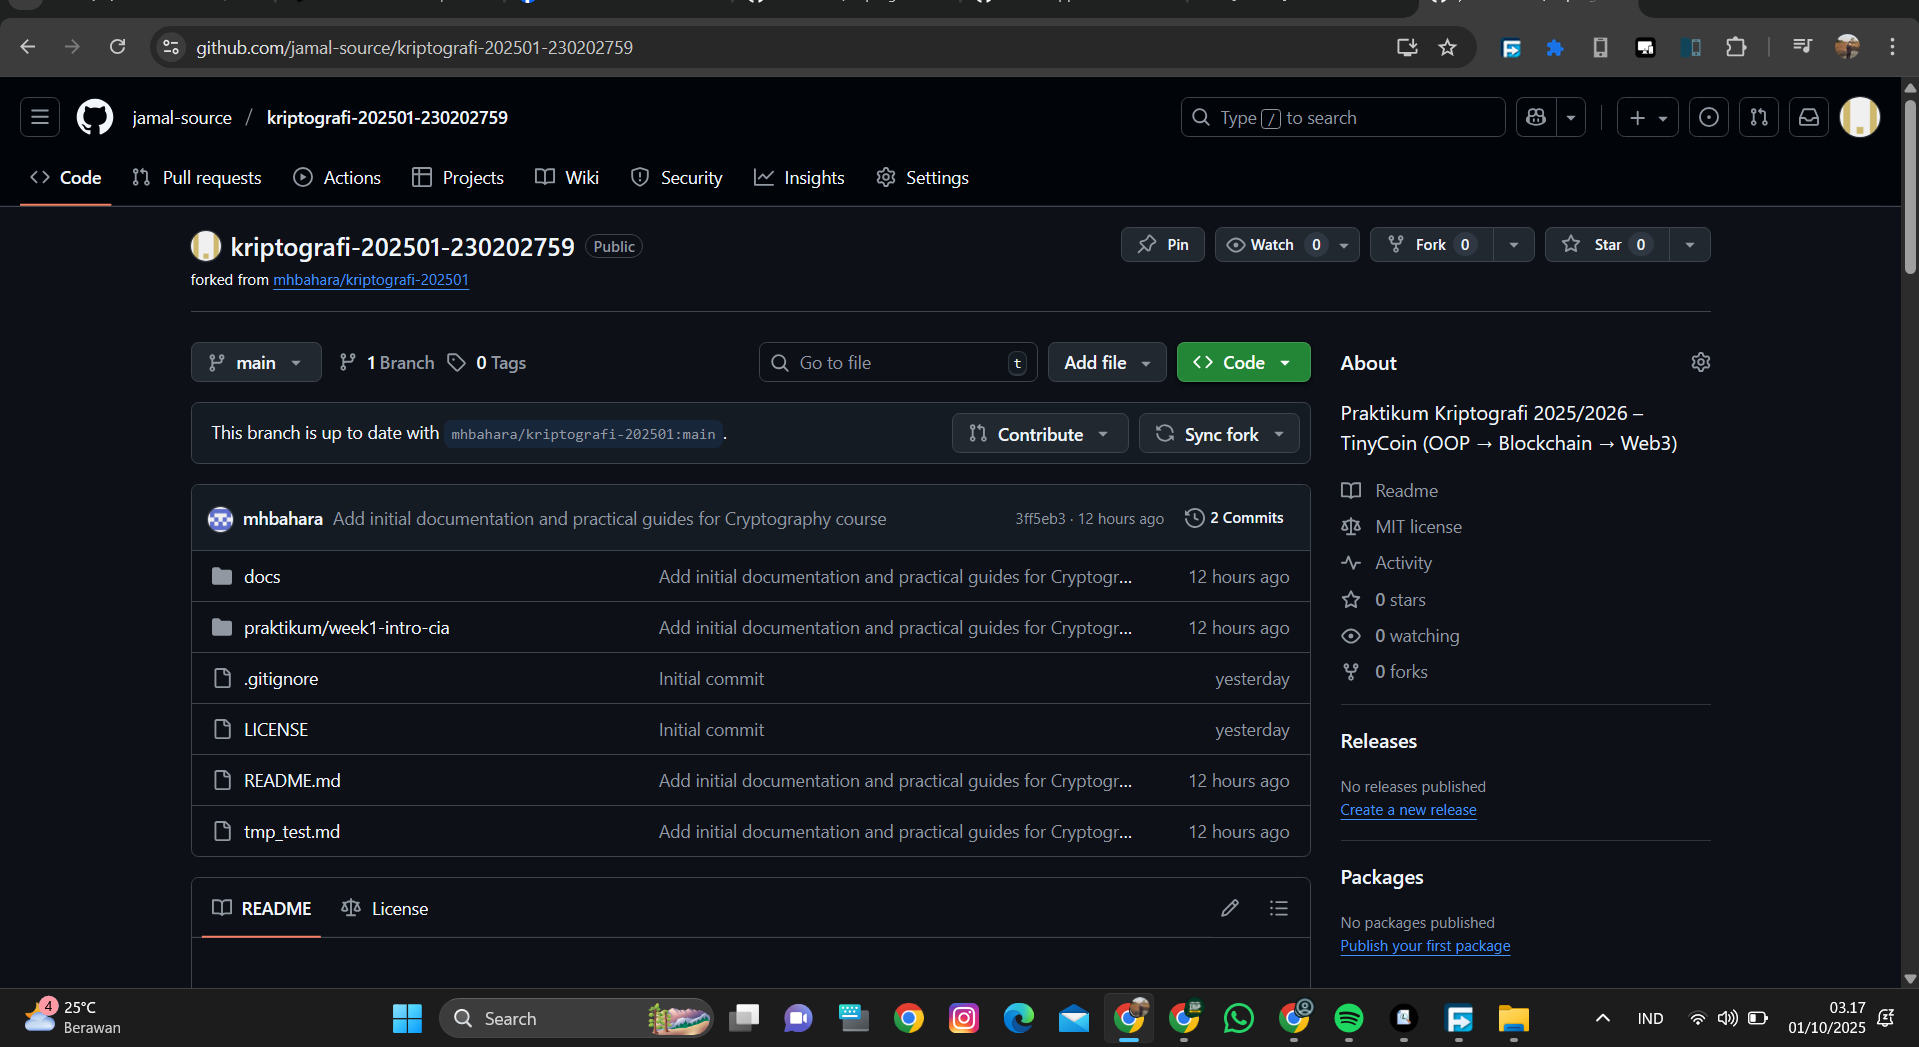 github.com/jamal-source/kriptografi-202501-230202759
jamal-source / kriptografi-202501-230202759
Type / to search
Code
Pull requests
Actions
Projects
Wiki
Security
Insights
Settings
kriptografi-202501-230202759 Public
Pin
Watch 0
Fork 0
Star 0
forked from mhbahara/kriptografi-202501
main
1 Branch
0 Tags
Go to file t
Add file
Code
This branch is up to date with mhbahara/kriptografi-202501:main .
Contribute
Sync fork
mhbahara Add initial documentation and practical guides for Cryptography course 3ff5eb3 · 12 hours ago 2 Commits
docs Add initial documentation and practical guides for Cryptogr... 12 hours ago
praktikum/week1-intro-cia Add initial documentation and practical guides for Cryptogr... 12 hours ago
.gitignore Initial commit yesterday
LICENSE Initial commit yesterday
README.md Add initial documentation and practical guides for Cryptogr... 12 hours ago
tmp_test.md Add initial documentation and practical guides for Cryptogr... 12 hours ago
README
License
About
Praktikum Kriptografi 2025/2026 –
TinyCoin (OOP → Blockchain → Web3)
Readme
MIT license
Activity
0 stars
0 watching
0 forks
Releases
No releases published
Create a new release
Packages
No packages published
Publish your first package
4
25°C
Berawan
Search
IND
03.17
01/10/2025